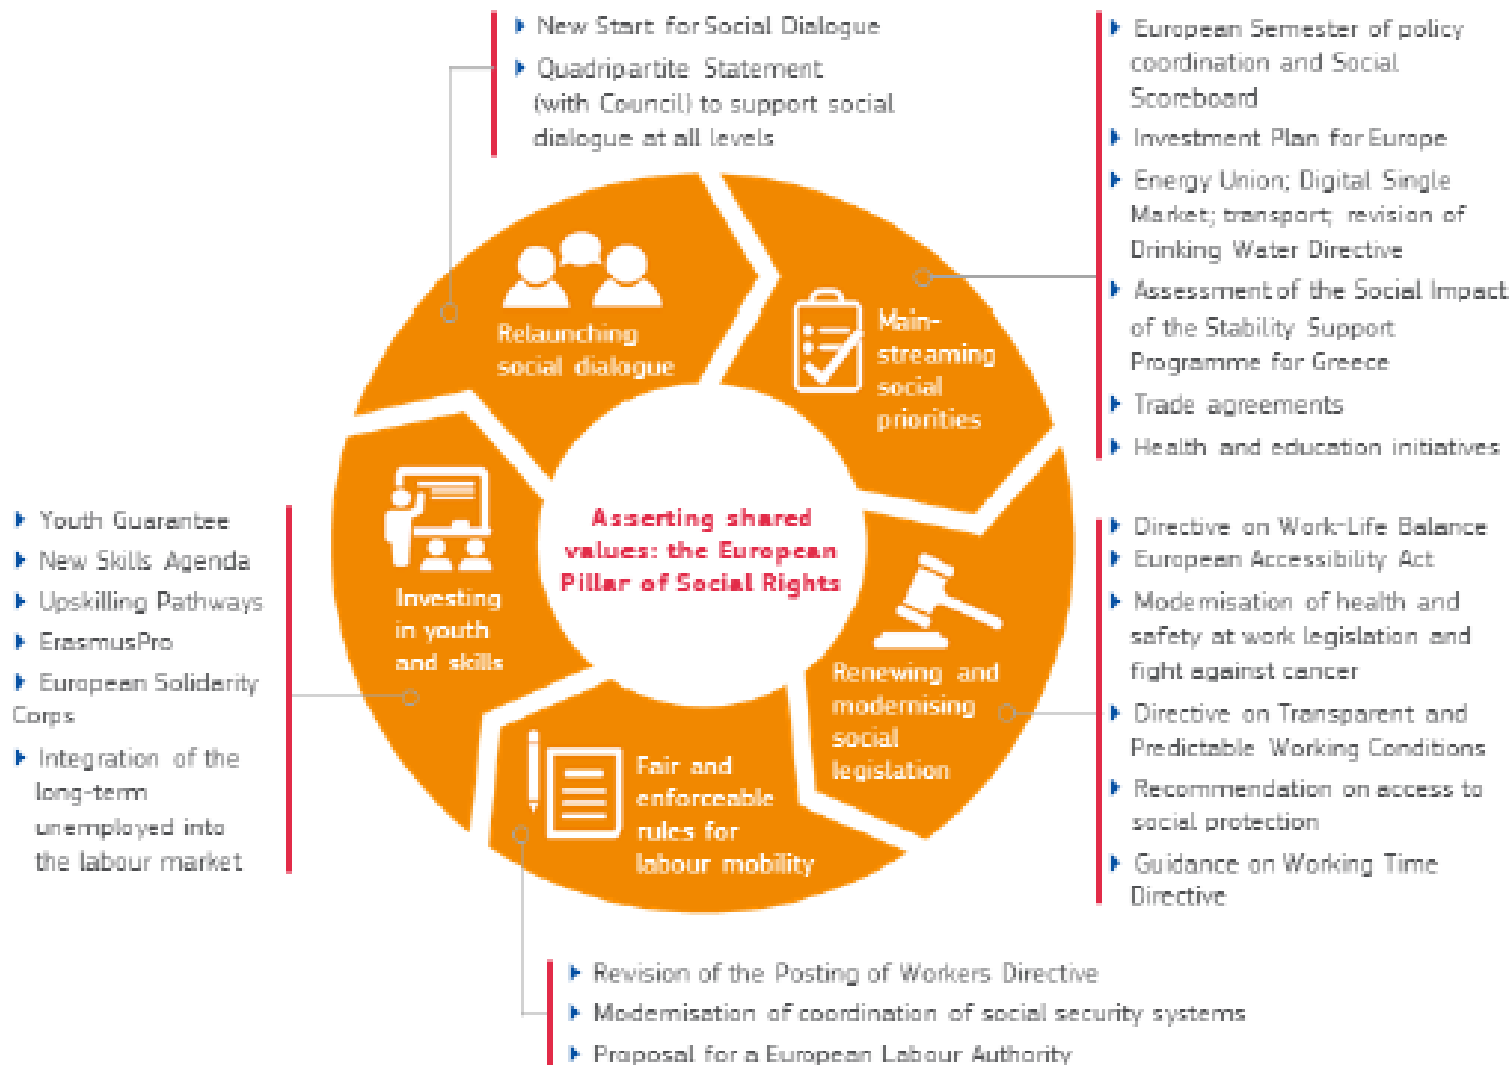 New Start for Social Dialogue
Quadripartite Statement
(with Council) to support social
dialogue at all levels
European Semester of policy
coordination and Social
Scoreboard
Investment Plan for Europe
Energy Union; Digital Single
Market; transport; revision of
Drinking Water Directive
Assessment of the Social Impact
of the Stability Support
Programme for Greece
Trade agreements
Health and education initiatives
Relaunching
social dialogue
Main-
streaming
social
priorities
Asserting shared
values: the European
Pillar of Social Rights
Youth Guarantee
New Skills Agenda
Upskilling Pathways
ErasmusPro
European Solidarity
Corps
Integration of the
long-term
unemployed into
the labour market
Investing
in youth
and skills
Renewing and
modernising
social
legislation
Directive on Work-Life Balance
European Accessibility Act
Modernisation of health and
safety at work legislation and
fight against cancer
Directive on Transparent and
Predictable Working Conditions
Recommendation on access to
social protection
Guidance on Working Time
Directive
Fair and
enforceable
rules for
labour mobility
Revision of the Posting of Workers Directive
Modernisation of coordination of social security systems
Proposal for a European Labour Authority